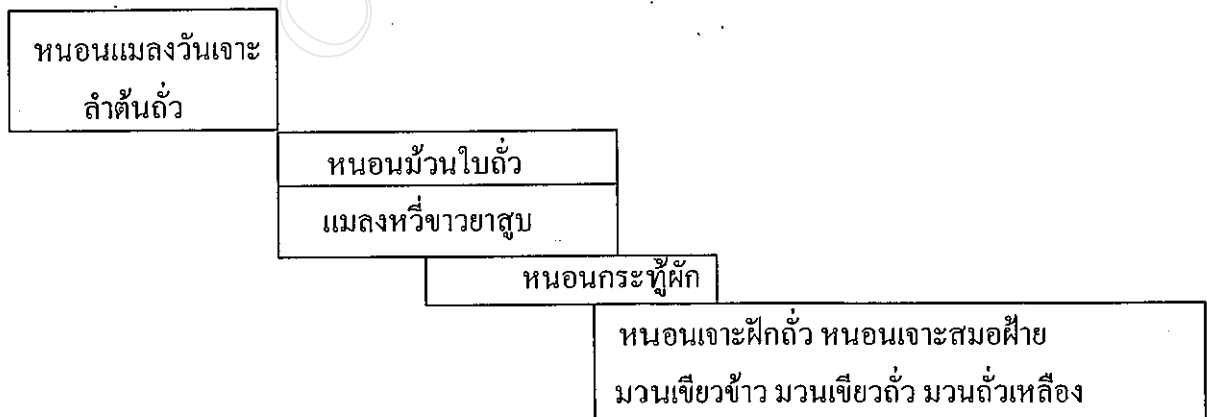 หนอนแมลงวันเจาะ
ลำต้นถั่ว
หนอนม้วนใบถั่ว
แมลงหวี่ขาวยาสูบ
หนอนกระทู้ผัก
หนอนเจาะฝักถั่ว หนอนเจาะสมอฝ้าย
มวนเขียวข้าว มวนเขียวถั่ว มวนถั่วเหลือง